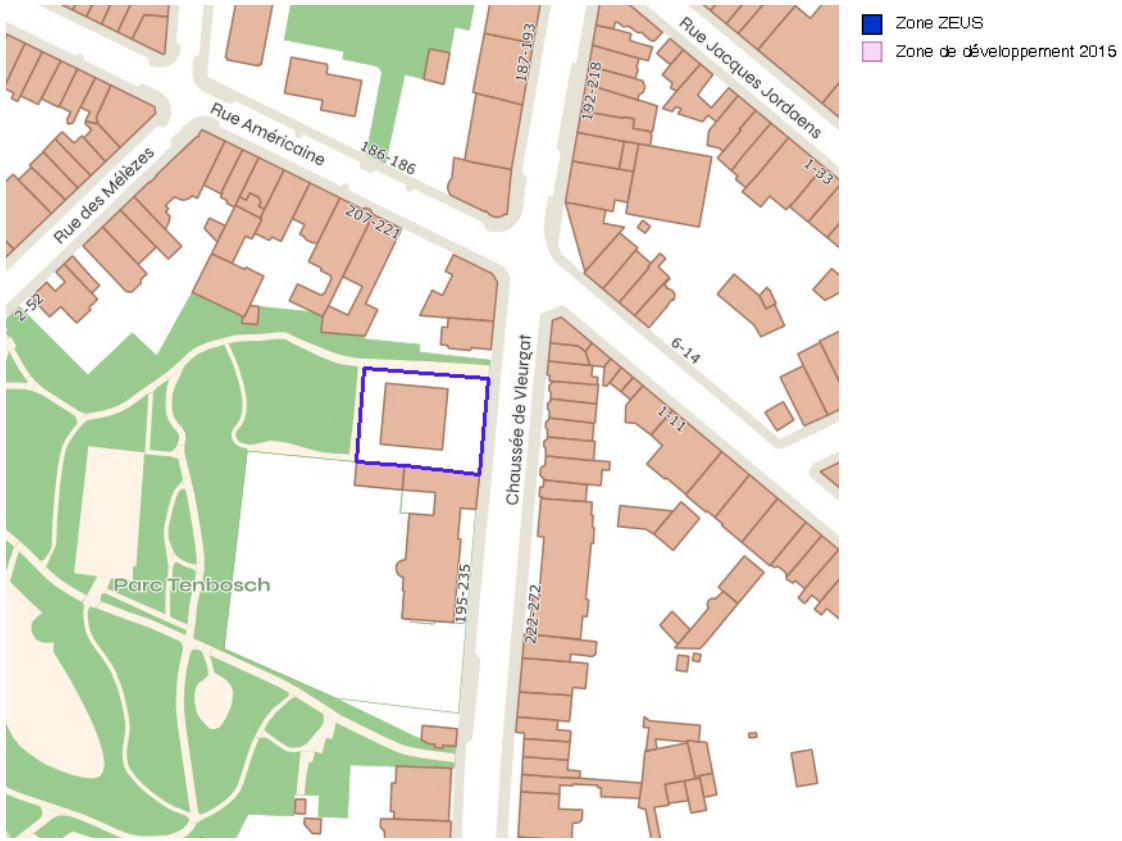 Zone ZEUS
Zone de développement 2015
187-193
192-218
Rue Jacques Jordaens
1-33
Rue Américaine
186-186
Rue des Mélèzes
207-221
2-52
Chaussée de Vleurgat
6-14
1-11
Parc Tenbosch
195-235
222-272